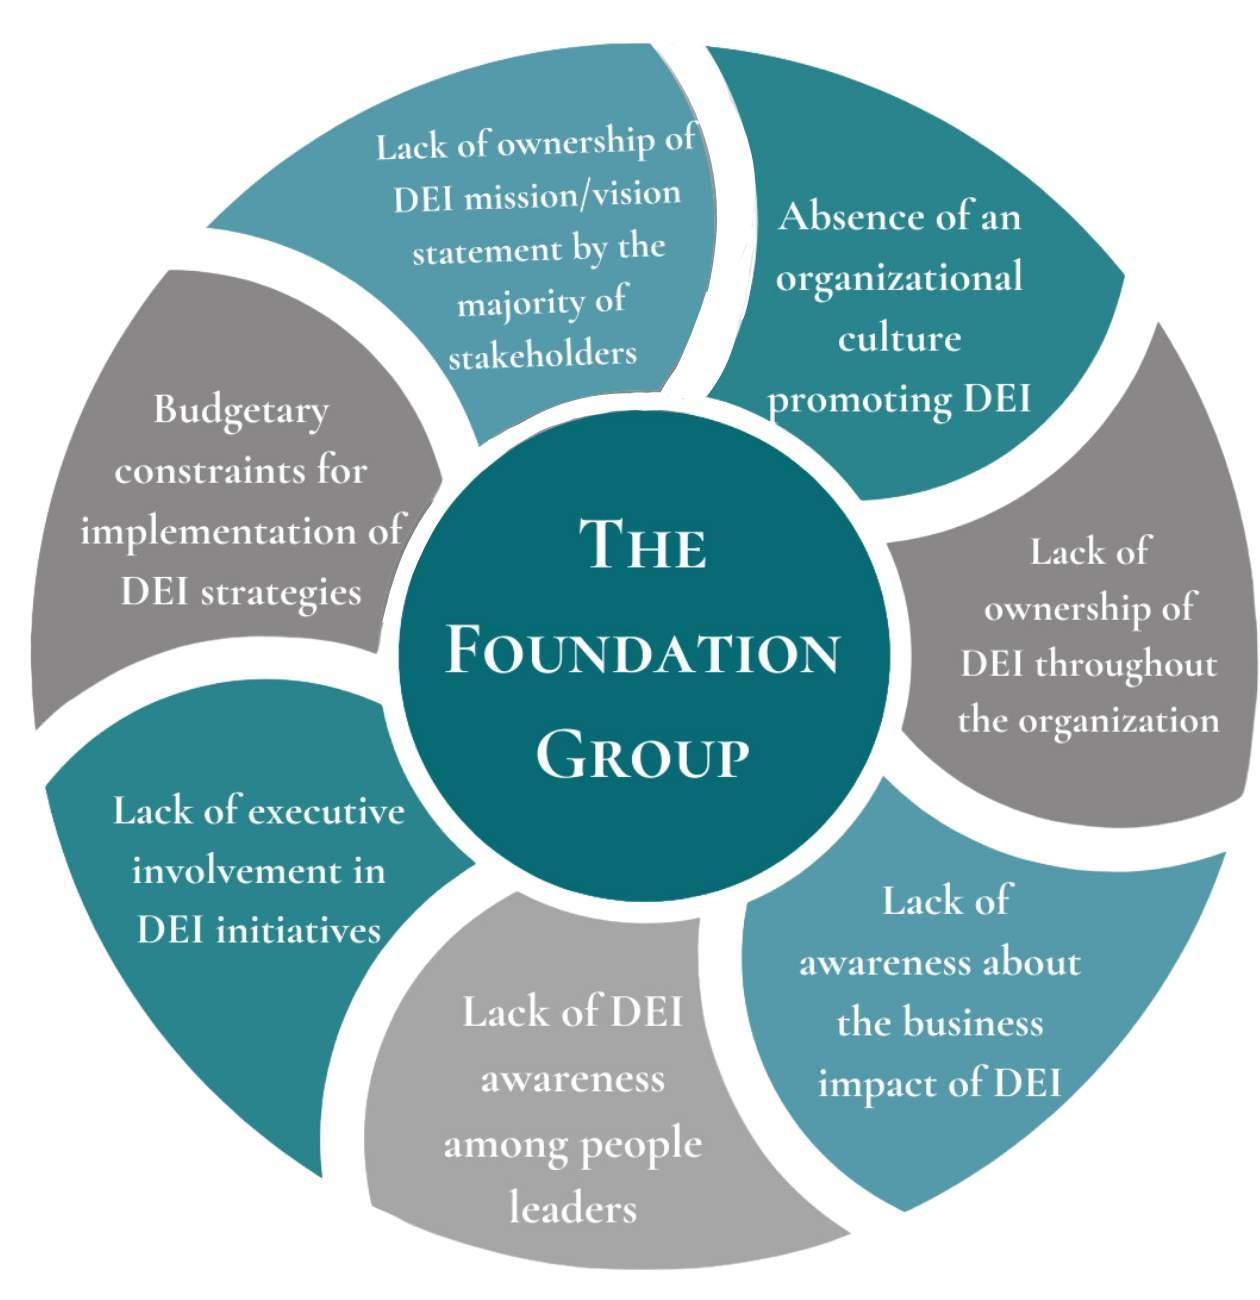 Lack of ownership of
DEI mission/vision
statement by the
majority of
stakeholders
Absence of an
organizational
culture
promoting DEI
Lack of
ownership of
DEI throughout
the organization
Lack of
awareness about
the business
impact of DEI
Lack of DEI
awareness
among people
leaders
Lack of executive
involvement in
DEI initiatives
Budgetary
constraints for
implementation of
DEI strategies
The
Foundation
Group